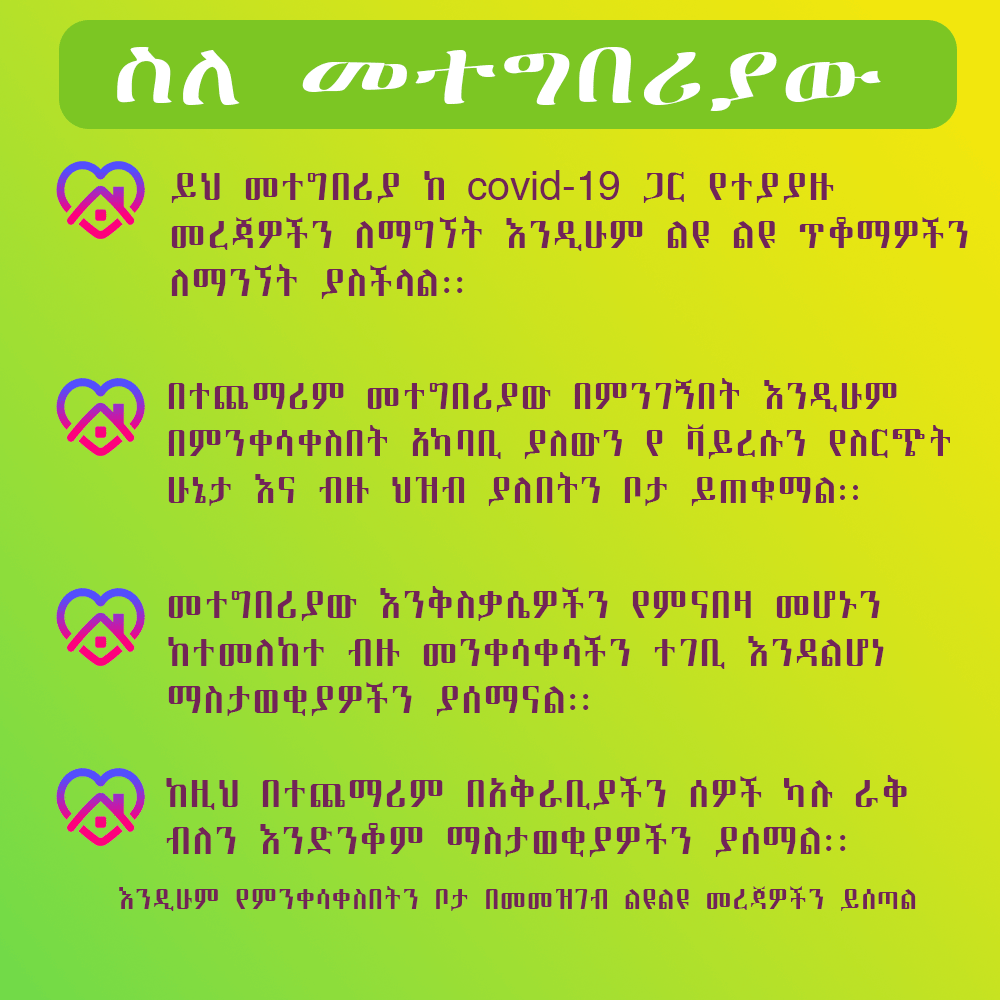 ስለ መተግበሪያው
ይህ መተግበሪያ ከ covid-19 ጋር የተያያዙ
መረጃዎችን ለማግኘት እንዲሁም ልዩ ልዩ ጥቆማዎችን
ለማንኘት ያስችላል፡፡
በተጨማሪም መተግበሪያው በምንገኝበት እንዲሁም
በምንቀሳቀስበት አካባቢ ያለውን የ ቫይረሱን የስርጭት
ሁኔታ እና ብዙ ህዝብ ያለበትን ቦታ ይጠቁማል፡፡
መተግበሪያው እንቅስቃሴዎችን የምናበዛ መሆኑን
ከተመለከተ ብዙ መንቀሳቀሳችን ተገቢ እንዳልሆነ
ማስታወቂያዎችን ያሰማናል፡፡
ከዚህ በተጨማሪም በአቅራቢያችን ሰዎች ካሉ ራቅ
ብለን እንድንቆም ማስታወቂያዎችን ያሰማል፡፡
እንዲሁም የምንቀሳቀስበትን ቦታ በመመዝገብ ልዩልዩ መረጃዎችን ይሰጣል